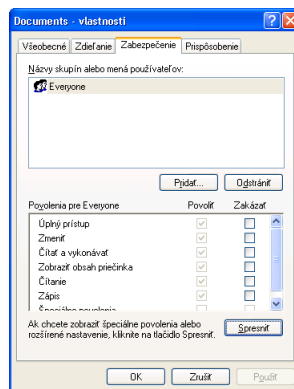 Documents - vlastnosti
Všeobecné Zdieľanie Zabezpečenie Prispôsobenie
Názvy skupín alebo mená používateľov:
Everyone
Pridať... Odstrániť
Povolenia pre Everyone Povoliť Zakázať
Úplný prístup
Zmeniť
Čítať a vykonávať
Zobraziť obsah priečinka
Čítanie
Zápis
Špeciálne povolenia
Ak chcete zobraziť špeciálne povolenia alebo
rozšírené nastavenie, kliknite na tlačidlo Spresniť. Spresniť
OK Zrušiť Použiť